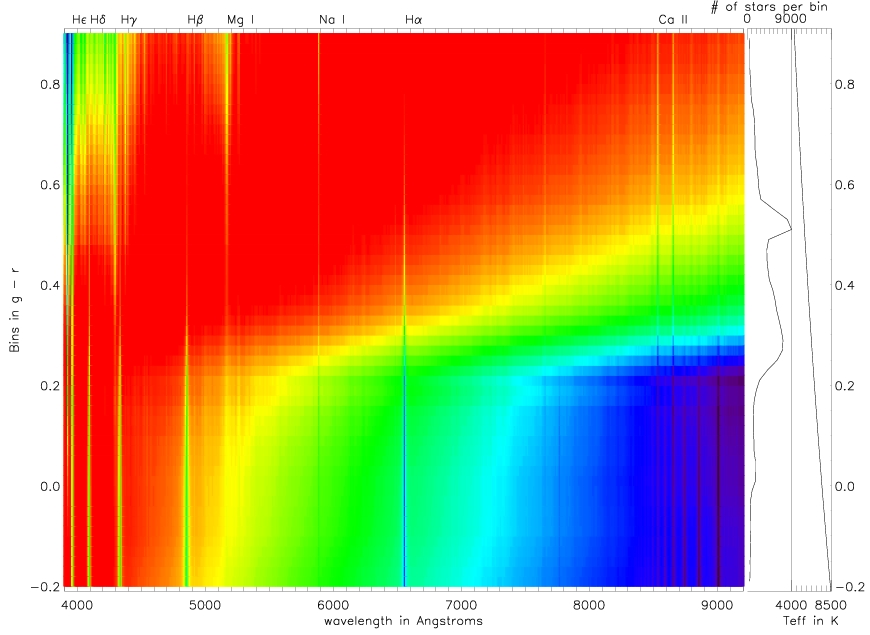 # of stars per bin
Hε Hδ Hγ Hβ Mg I Na I Hα Ca II 0 9000
0.8 0.8
0.6 0.6
Bins in g − r
0.4 0.4
0.2 0.2
0.0 0.0
−0.2 −0.2
4000 5000 6000 7000 8000 9000 4000 8500
wavelength in Angstroms Teff in K